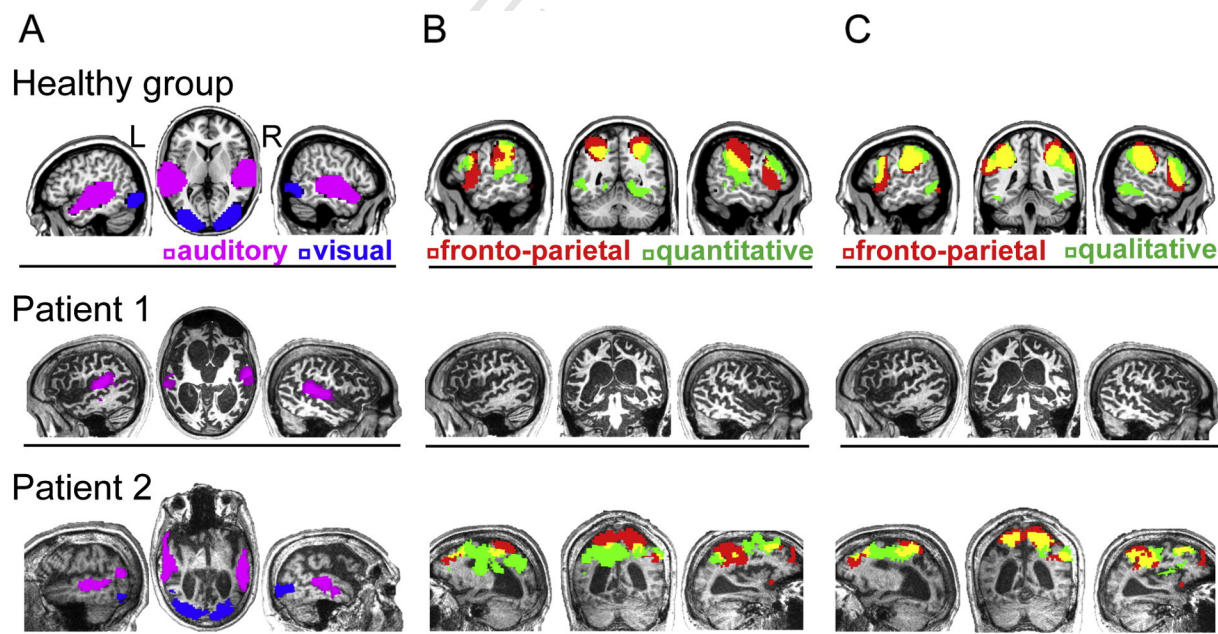 A
B
C
Healthy group
L
R
auditory visual
fronto-parietal quantitative
fronto-parietal qualitative
Patient 1
Patient 2